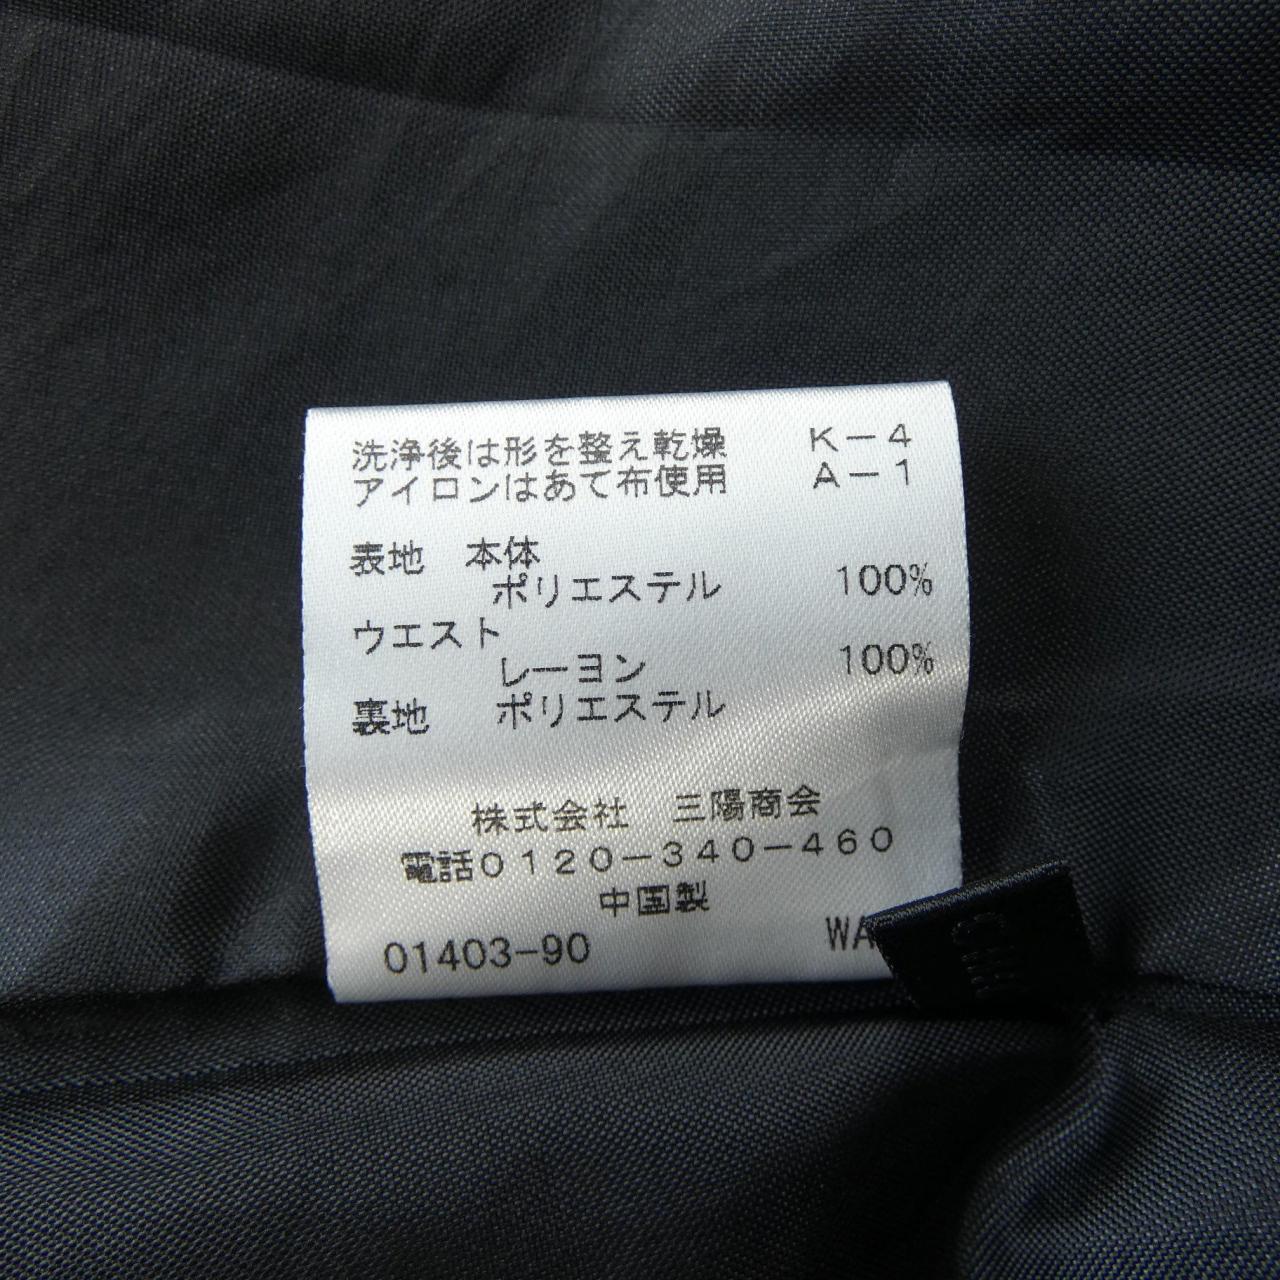 洗浄後は形を整え乾燥 K-4
アイロンはあて布使用 A-1
表地 本体
ポリエステル 100%
ウエスト
レーヨン 100%
裏地 ポリエステル
株式会社 三陽商会
電話0120-340-460
中国製
01403-90